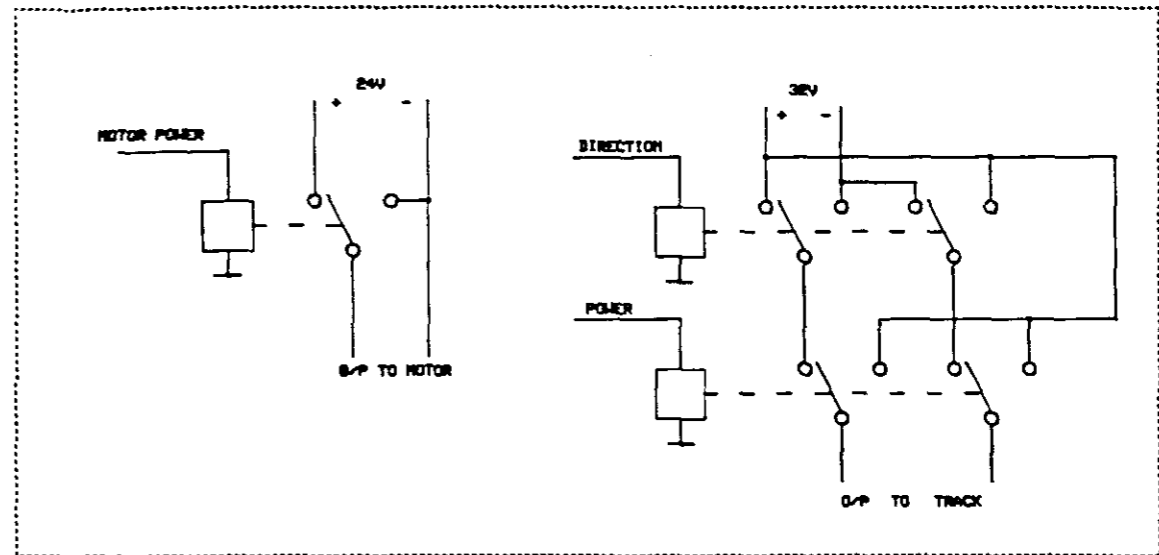 24V
+ -
MOTOR POWER
O/P TO MOTOR
32V
+ -
DIRECTION
POWER
O/P TO TRACK